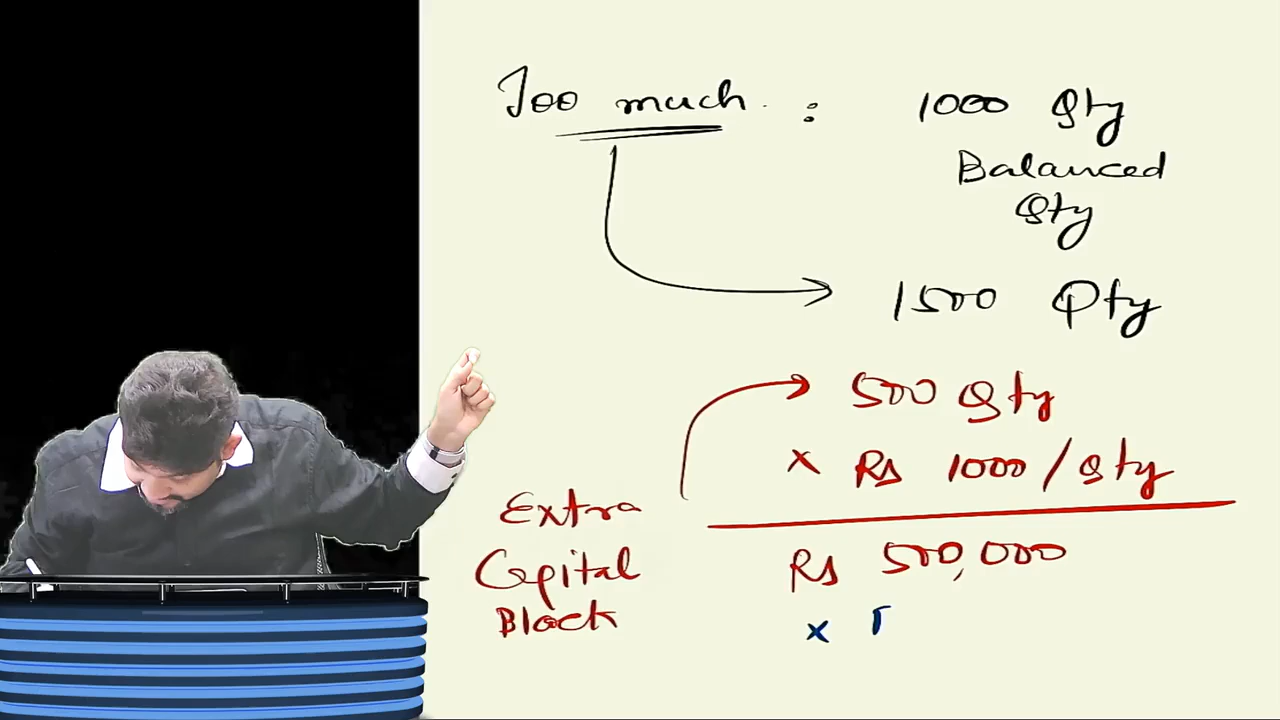 Too much : 1000 Qty
Balanced
Qty
1500 Qty
500 Qty
x Rs 1000/Qty
Extra
Capital
Block
Rs 500,000
x